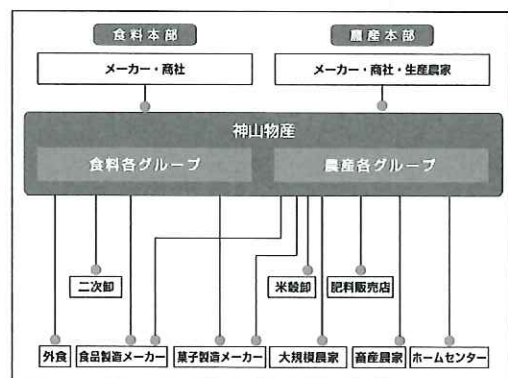 食料本部
農産本部
メーカー・商社
メーカー・商社・生産農家
神山物産
食料各グループ
農産各グループ
二次卸
米穀卸
肥料販売店
外食
食品製造メーカー
菓子製造メーカー
大規模農家
畜産農家
ホームセンター